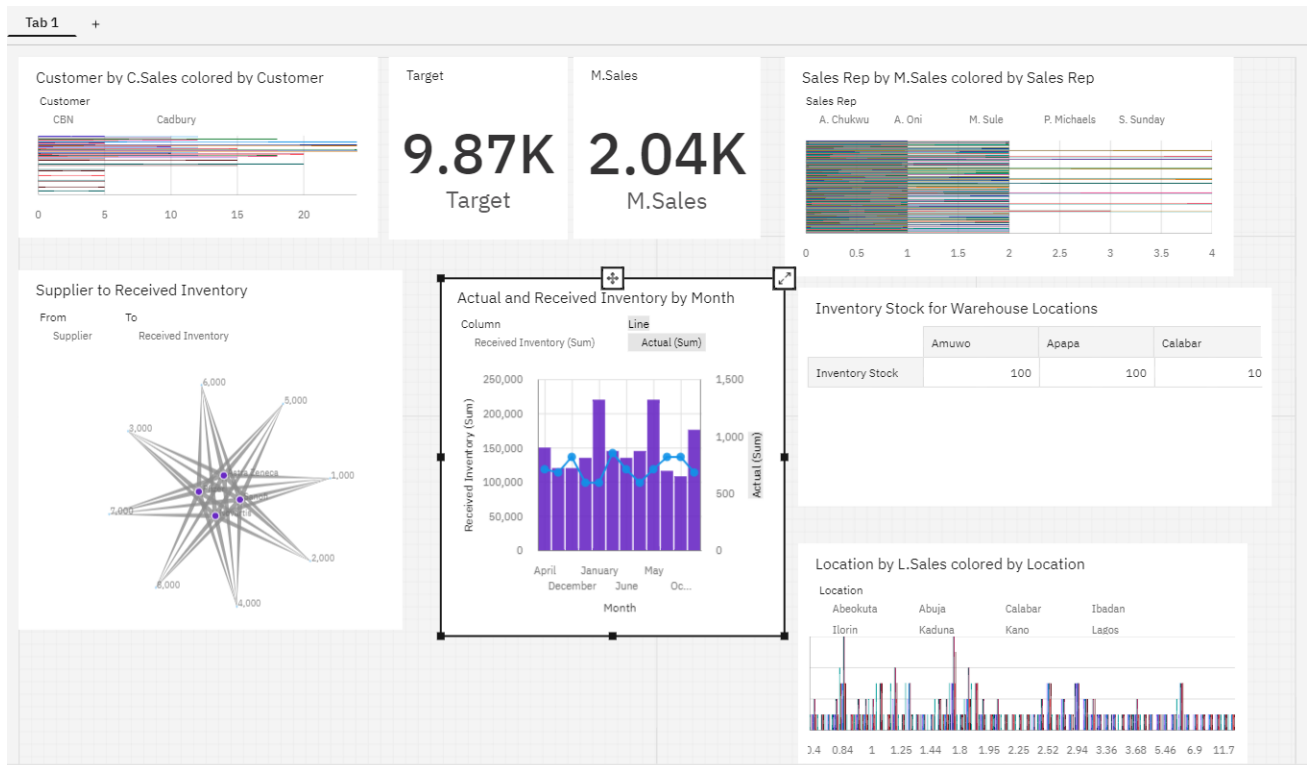 Tab 1 +
Customer by C.Sales colored by Customer
Customer
CBN Cadbury
0 5 10 15 20
Target
9.87K
Target
M.Sales
2.04K
M.Sales
Sales Rep by M.Sales colored by Sales Rep
Sales Rep
A. Chukwu A. Oni M. Sule P. Michaels S. Sunday
0 0.5 1 1.5 2 2.5 3 3.5 4
Supplier to Received Inventory
From To
Supplier Received Inventory
6,000
5,000
3,000
1,000
7,000
2,000
8,000
4,000
Actual and Received Inventory by Month
Column Line
Received Inventory (Sum) Actual (Sum)
250,000 1,500
200,000
150,000 1,000
100,000
500
50,000
0 0
Received Inventory (Sum)
Actual (Sum)
April January May
December June Oc...
Month
Inventory Stock for Warehouse Locations
Amuwo Apapa Calabar
Inventory Stock 100 100 10
Location by L.Sales colored by Location
Location
Abeokuta Abuja Calabar Ibadan
Ilorin Kaduna Kano Lagos
0.4 0.84 1 1.25 1.44 1.8 1.95 2.25 2.52 2.94 3.36 3.68 5.46 6.9 11.7